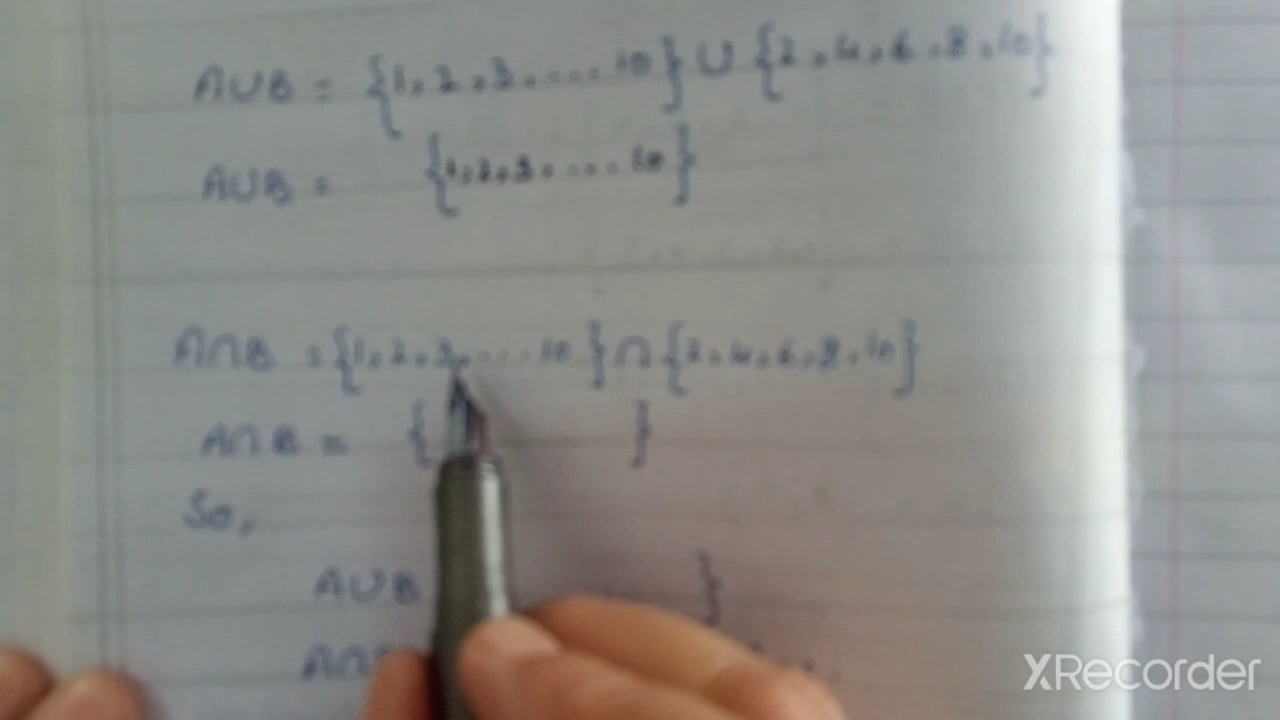 A∪B = {1, 2, 3, .... 10} ∪ {2, 4, 6, 8, 10}
A∪B = {1, 2, 3, .... 10}
A∩B = {1, 2, 3, .... 10} ∩ {2, 4, 6, 8, 10}
A∩B = { }
So,
A∪B }
A∩B
XRecorder